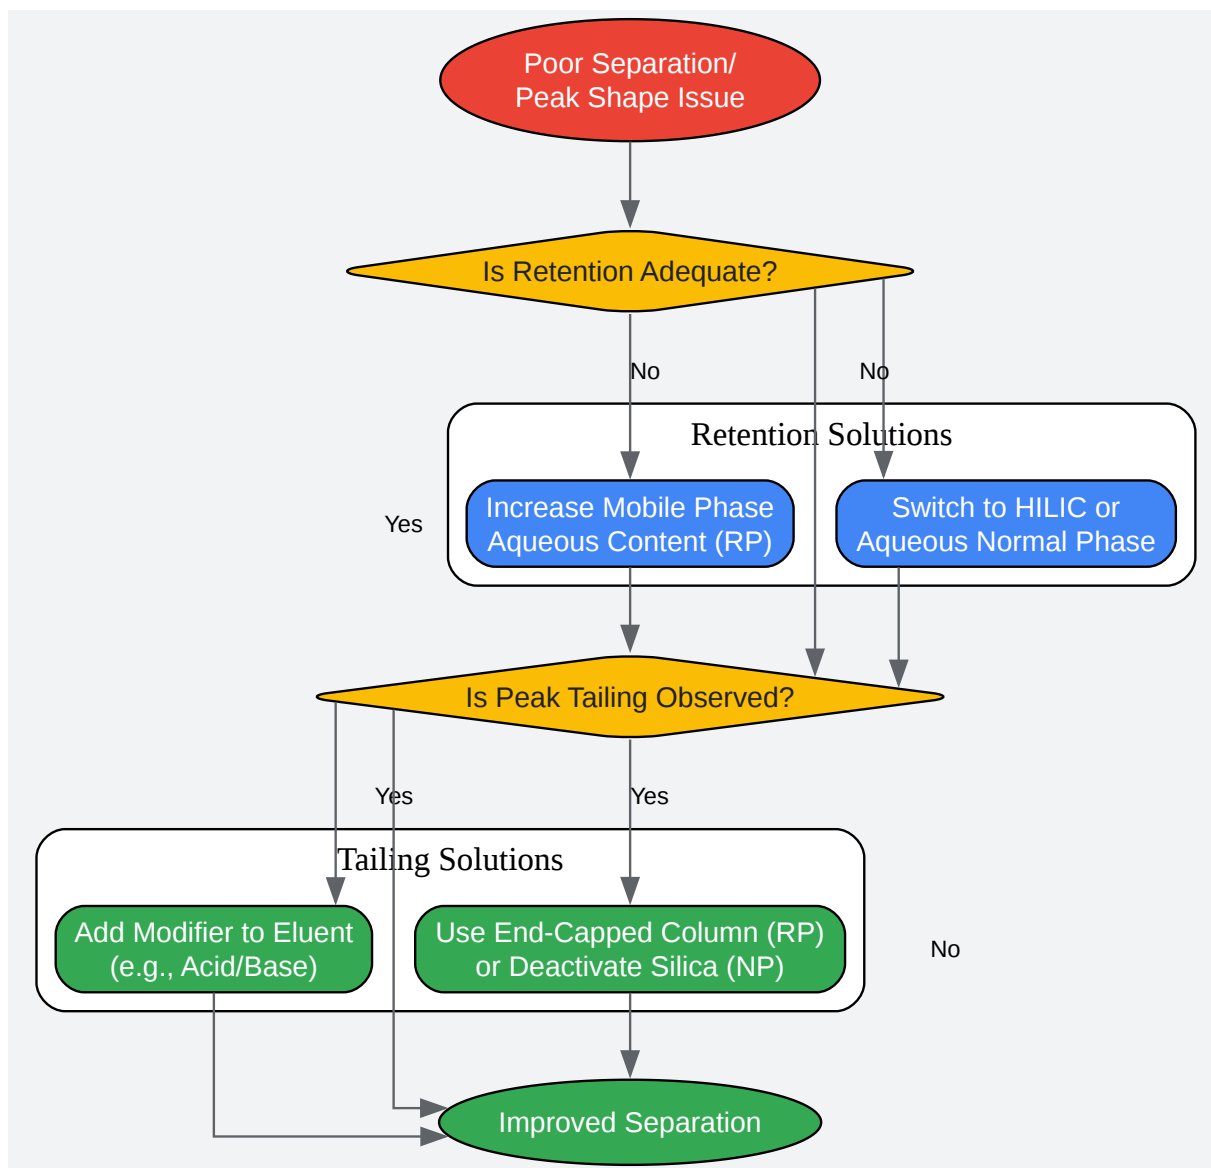 Poor Separation/
Peak Shape Issue
Is Retention Adequate?
No
No
Retention Solutions
Increase Mobile Phase
Aqueous Content (RP)
Switch to HILIC or
Aqueous Normal Phase
Yes
Is Peak Tailing Observed?
Yes
Yes
Tailing Solutions
Add Modifier to Eluent
(e.g., Acid/Base)
Use End-Capped Column (RP)
or Deactivate Silica (NP)
No
Improved Separation